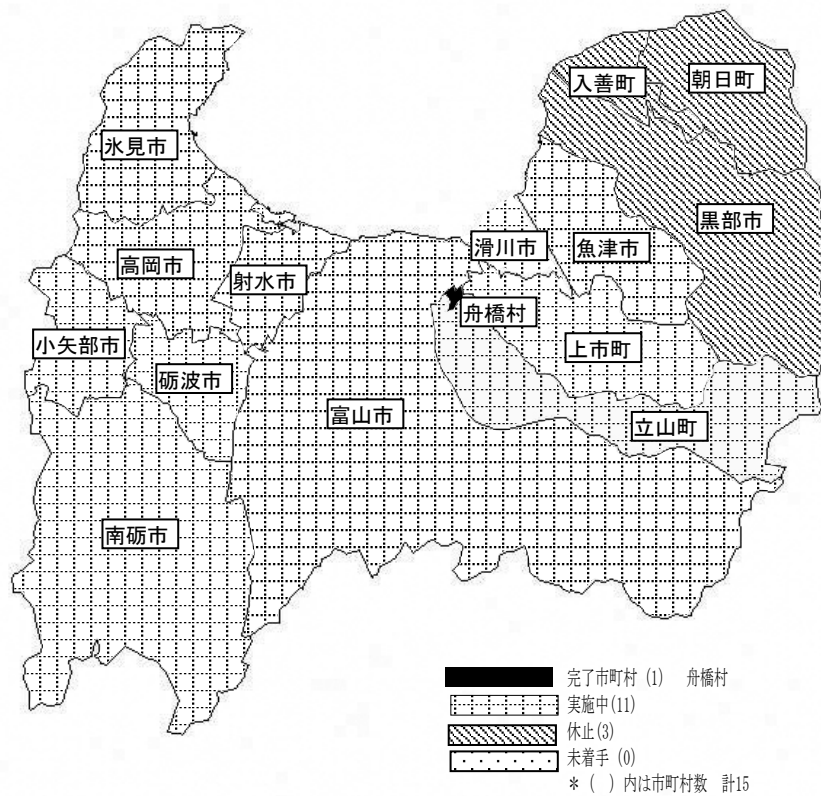 入善町
朝日町
氷見市
黒部市
滑川市
魚津市
高岡市
射水市
舟橋村
小矢部市
上市町
砺波市
富山市
立山町
南砺市
完了市町村 (1) 舟橋村
実施中(11)
休止(3)
未着手 (0)
* ( ) 内は市町村数 計15